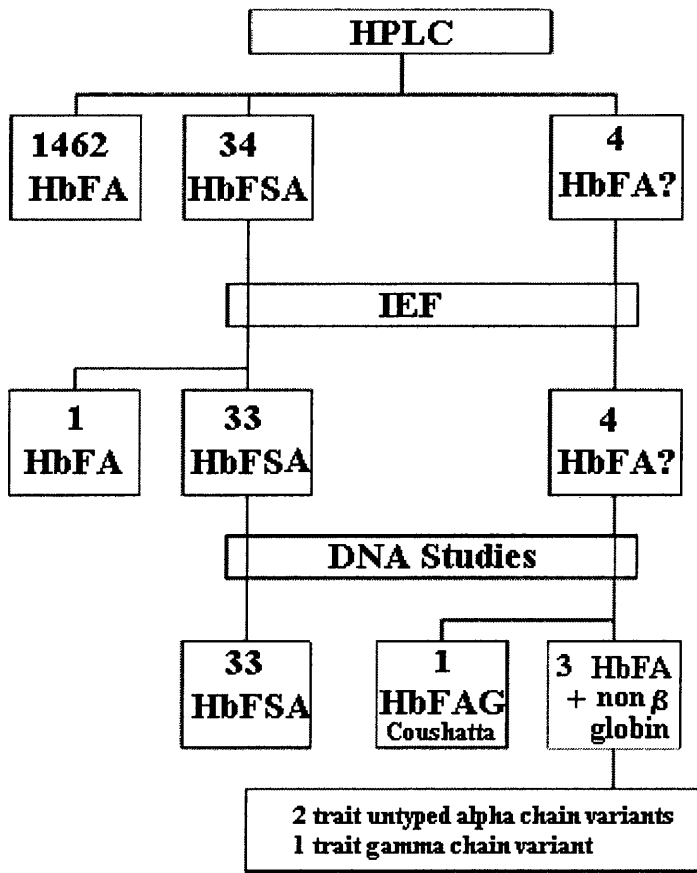 HPLC
1462
HbFA
34
HbFSA
4
HbFA?
IEF
1
HbFA
33
HbFSA
4
HbFA?
DNA Studies
33
HbFSA
1
HbFAG
Coushatta
3 HbFA
+ non ß
globin
2 trait untyped alpha chain variants
1 trait gamma chain variant